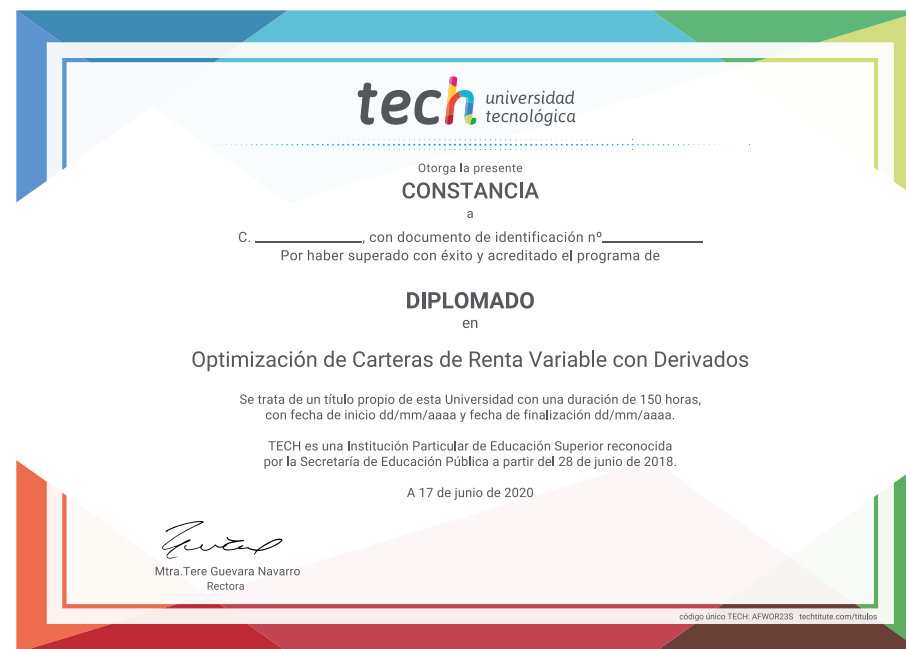 tech universidad
tecnológica
Otorga la presente
CONSTANCIA
a
C. ____________, con documento de identificación nº____________
Por haber superado con éxito y acreditado el programa de
DIPLOMADO
en
Optimización de Carteras de Renta Variable con Derivados
Se trata de un título propio de esta Universidad con una duración de 150 horas,
con fecha de inicio dd/mm/aaaa y fecha de finalización dd/mm/aaaa.
TECH es una Institución Particular de Educación Superior reconocida
por la Secretaría de Educación Pública a partir del 28 de junio de 2018.
A 17 de junio de 2020
Mtra.Tere Guevara Navarro
Rectora
código único TECH: AFWOR23S techtitute.com/titulos